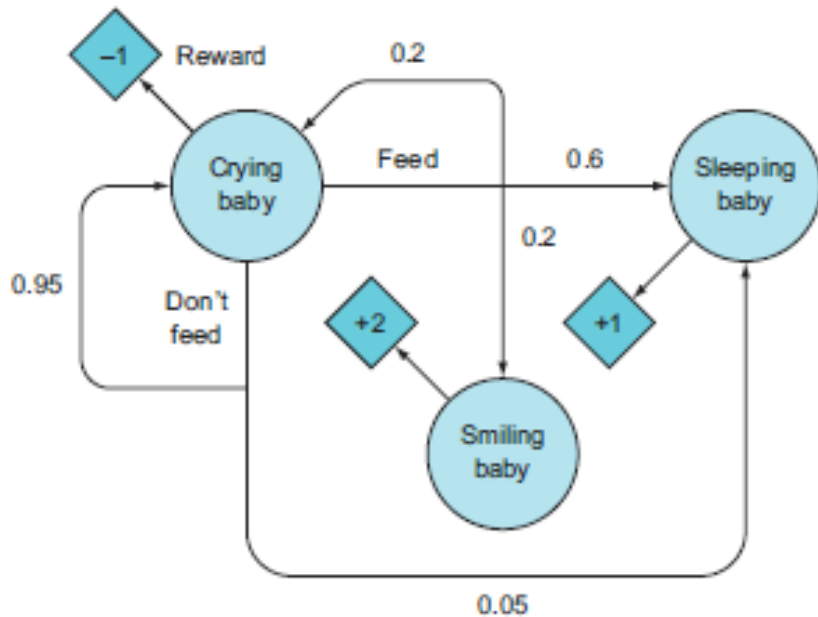 –1
Reward
0.2
Crying
baby
Feed
0.6
Sleeping
baby
0.2
0.95
Don't
feed
+2
+1
Smiling
baby
0.05